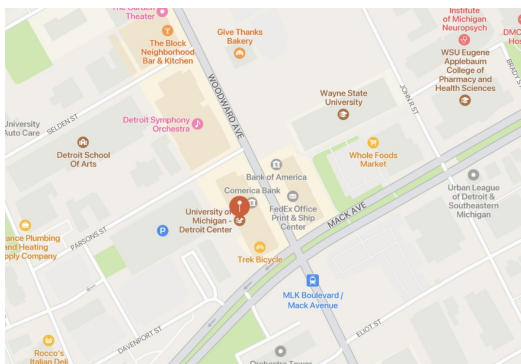 The Garden
Theater
The Block
Neighborhood
Bar & Kitchen
Give Thanks
Bakery
Institute
of Michigan
Neuropsych
DMC
WSU Eugene
Applebaum
College of
Pharmacy and
Health Sciences
BRADY ST
Wayne State
University
JOHN R ST
WOODWARD AVE
SELDEN ST
University
Auto Care
Detroit Symphony
Orchestra
Detroit School
Of Arts
Whole Foods
Market
Bank of America
Comerica Bank
FedEx Office
Print & Ship
Center
Urban League
of Detroit &
Southeastern
Michigan
MACK AVE
University of
Michigan -
Detroit Center
P
PARSONS ST
ance Plumbing
and Heating
pply Company
Trek Bicycle
MLK Boulevard /
Mack Avenue
DAVENPORT ST
ELIOT ST
Rocco's
Italian Deli
Orchestra Tower